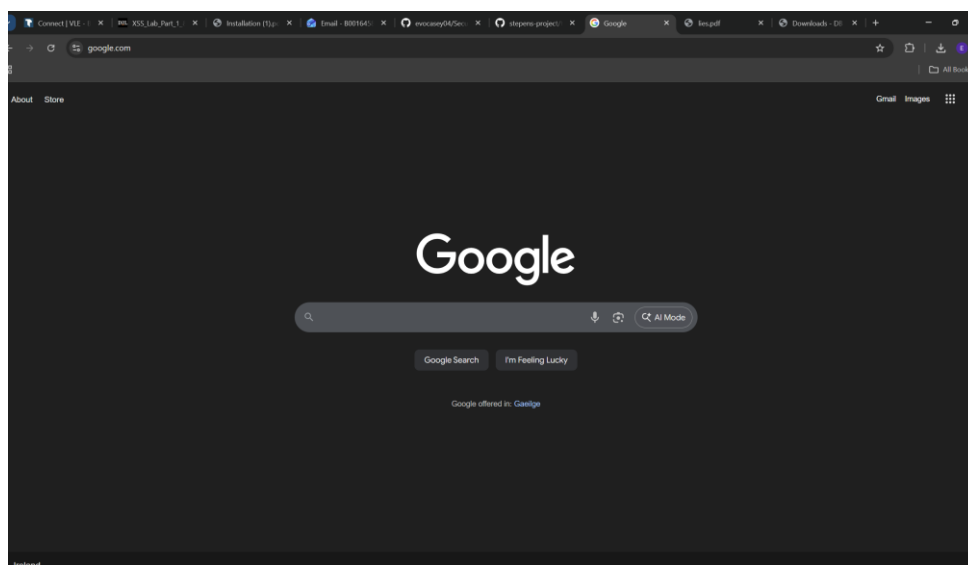 Connect | VLE -
XSS_Lab_Part_1
Installation (1).p
Email - B001645
evocasey04/Sec
stepens-project/
Google
lies.pdf
Downloads - D
google.com
All Book
About Store
Gmail Images
Google
AI Mode
Google Search I'm Feeling Lucky
Google offered in: Gaeilge
Ireland